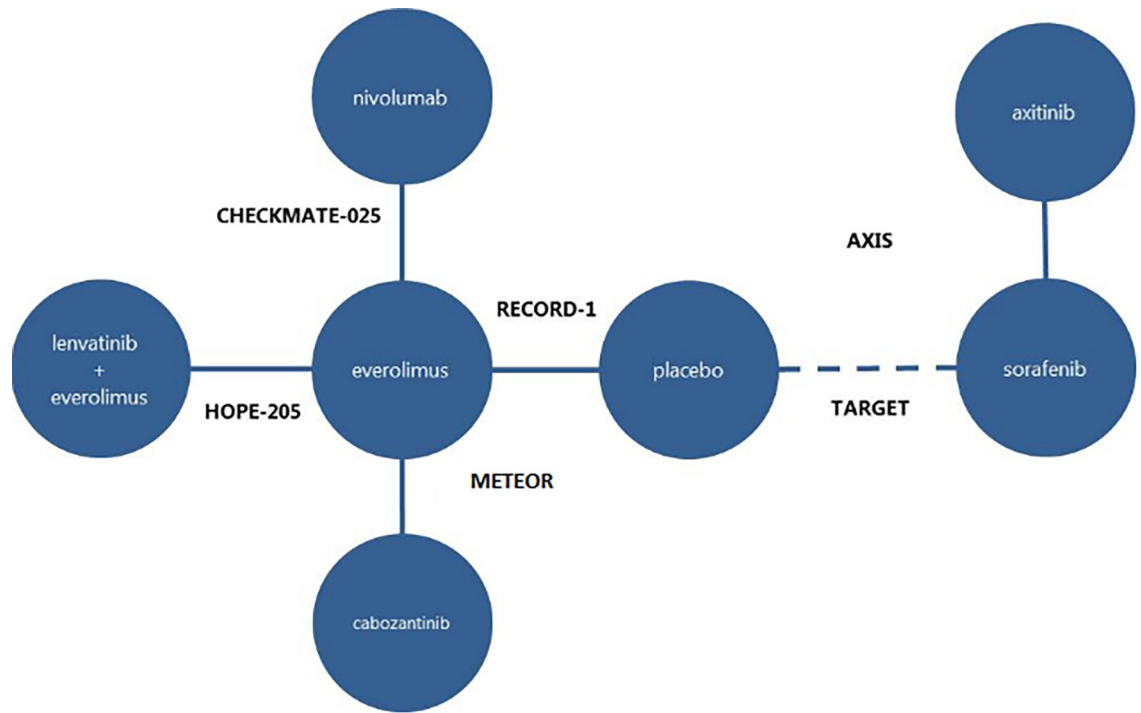 nivolumab
axitinib
CHECKMATE-025
AXIS
RECORD-1
lenvatinib
+
everolimus
everolimus
placebo
sorafenib
HOPE-205
TARGET
METEOR
cabozantinib